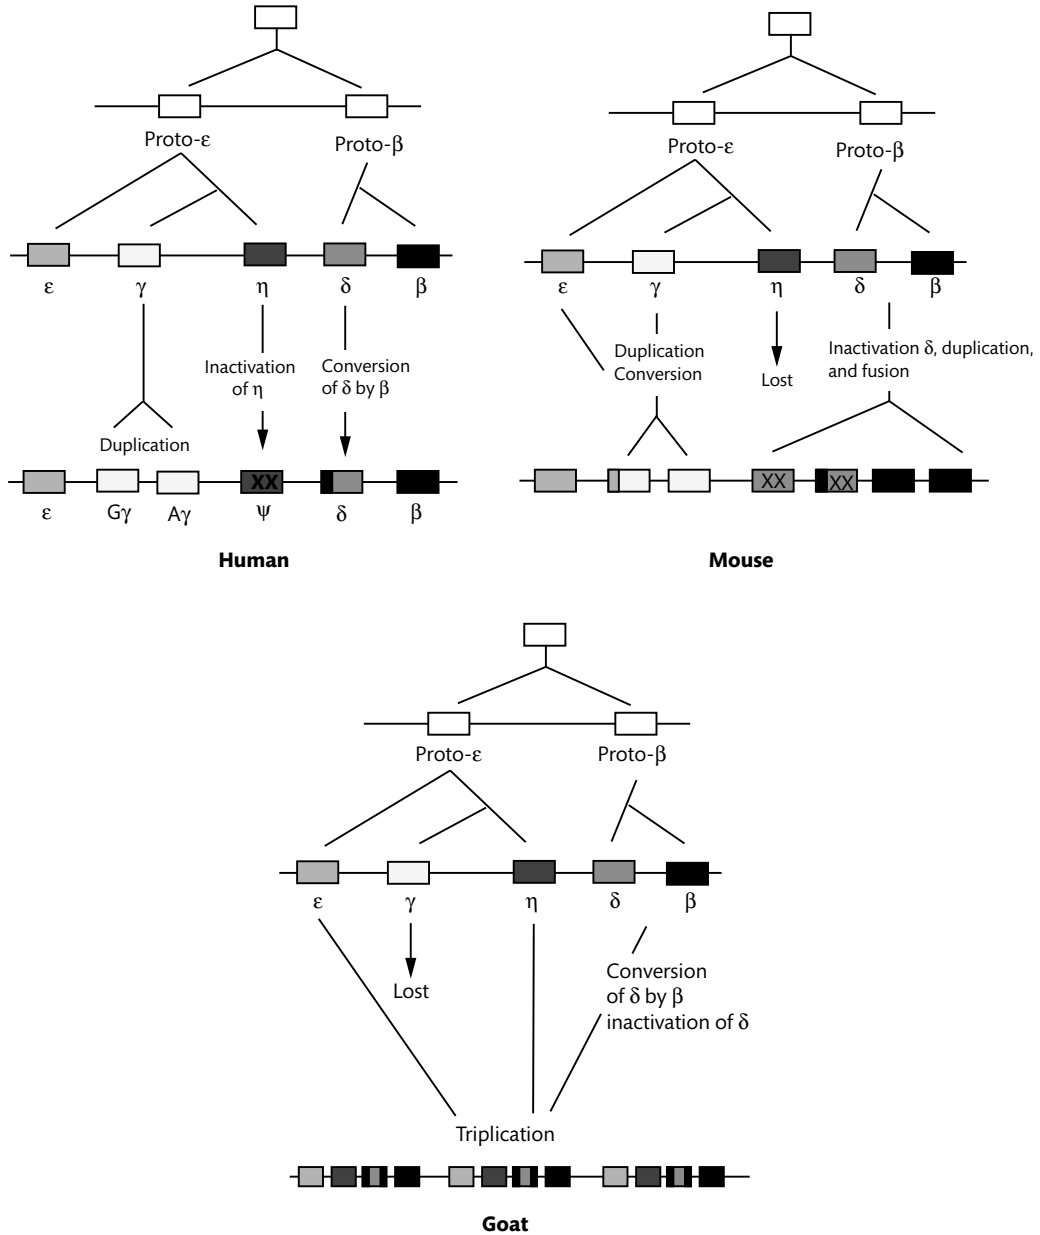 Proto-ε
Proto-β
ε γ η δ β
Inactivation
of η
Conversion
of δ by β
Duplication
XX
ε Gγ Aγ ψ δ β
Human
Proto-ε
Proto-β
ε γ η δ β
Duplication
Conversion
Lost
Inactivation δ, duplication,
and fusion
XX XX
Mouse
Proto-ε
Proto-β
ε γ η δ β
Lost
Conversion
of δ by β
inactivation of δ
Triplication
Goat